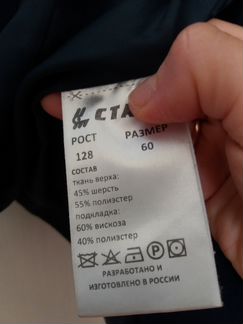 РОСТ РАЗМЕР
128 60
СОСТАВ
ткань верха:
45% шерсть
55% полиэстер
подкладка:
60% вискоза
40% полиэстер
РАЗРАБОТАНО И
ИЗГОТОВЛЕНО В РОССИИ